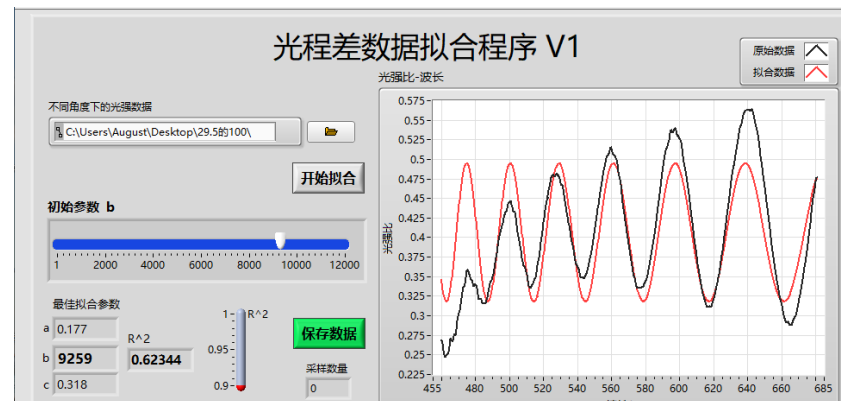 光程差数据拟合程序 V1
原始数据
拟合数据
光强比-波长
不同角度下的光强数据
C:\Users\August\Desktop\29.5的100\
开始拟合
初始参数 b
1 2000 4000 6000 8000 10000 12000
最佳拟合参数
a 0.177
b 9259
c 0.318
R^2
0.62344
1- R^2
0.95-
0.9-
保存数据
采样数量
0
光强比
0.575-
0.55-
0.525-
0.5-
0.475-
0.45-
0.425-
0.4-
0.375-
0.35-
0.325-
0.3-
0.275-
0.25-
0.225-
455 480 500 520 540 560 580 600 620 640 660 685